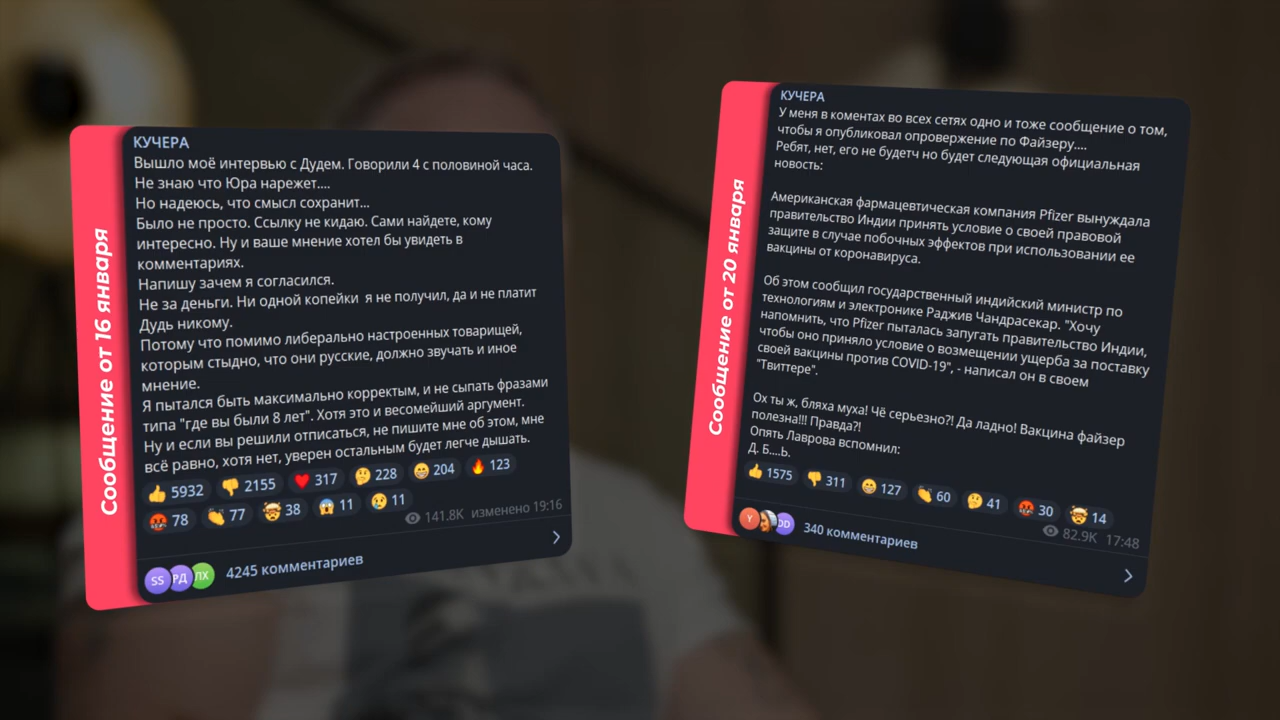 Сообщение от 16 января
КУЧЕРА
Вышло моё интервью с Дудем. Говорили 4 с половиной часа.
Не знаю что Юра нарежет....
Но надеюсь, что смысл сохранит...
Было не просто. Ссылку не кидаю. Сами найдете, кому
интересно. Ну и ваше мнение хотел бы увидеть в
комментариях.
Напишу зачем я согласился.
Не за деньги. Ни одной копейки я не получил, да и не платит
Дудь никому.
Потому что помимо либерально настроенных товарищей,
которым стыдно, что они русские, должно звучать и иное
мнение.
Я пытался быть максимально корректым, и не сыпать фразами
типа "где вы были 8 лет". Хотя это и весомейший аргумент.
Ну и если вы решили отписаться, не пишите мне об этом, мне
всё равно, хотя нет, уверен остальным будет легче дышать.
5932 2155 317 228 204 123
78 77 38 11 11
141.8K изменено 19:16
SS РД ЛХ 4245 комментариев
Сообщение от 20 января
КУЧЕРА
У меня в коментах во всех сетях одно и тоже сообщение о том,
чтобы я опубликовал опровержение по Файзеру....
Ребят, нет, его не будетч но будет следующая официальная
новость:
Американская фармацевтическая компания Pfizer вынуждала
правительство Индии принять условие о своей правовой
защите в случае побочных эффектов при использовании ее
вакцины от коронавируса.
Об этом сообщил государственный индийский министр по
технологиям и электронике Раджив Чандрасекар. "Хочу
напомнить, что Pfizer пыталась запугать правительство Индии,
чтобы оно приняло условие о возмещении ущерба за поставку
своей вакцины против COVID-19", - написал он в своем
"Твиттере".
Ох ты ж, бляха муха! Чё серьезно?! Да ладно! Вакцина файзер
полезна!!! Правда?!
Опять Лаврова вспомнил:
Д. Б....Ь.
1575 311 127 60 41 30 14
82.9K 17:48
Y DD 340 комментариев